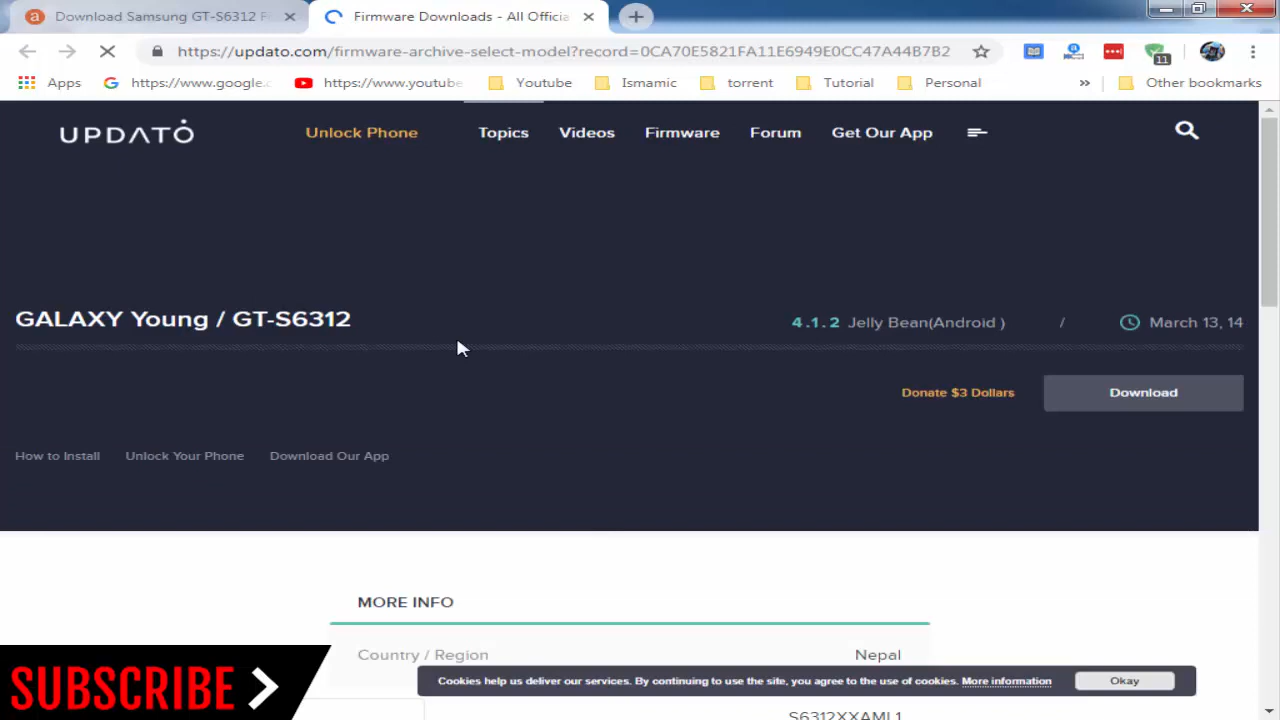 Download Samsung GT-S6312 F
Firmware Downloads - All Officia
https://updato.com/firmware-archive-select-model?record=0CA70E5821FA11E6949E0CC47A44B7B2
11
Apps
https://www.google.c
https://www.youtube
Youtube
Ismamic
torrent
Tutorial
Personal
»
Other bookmarks
UPDATO
Unlock Phone
Topics
Videos
Firmware
Forum
Get Our App
GALAXY Young / GT-S6312
4.1.2 Jelly Bean(Android )
/
March 13, 14
Donate $3 Dollars
Download
How to Install
Unlock Your Phone
Download Our App
MORE INFO
Country / Region
Nepal
Cookies help us deliver our services. By continuing to use the site, you agree to the use of cookies. More information
Okay
S6312XXAML1
SUBSCRIBE